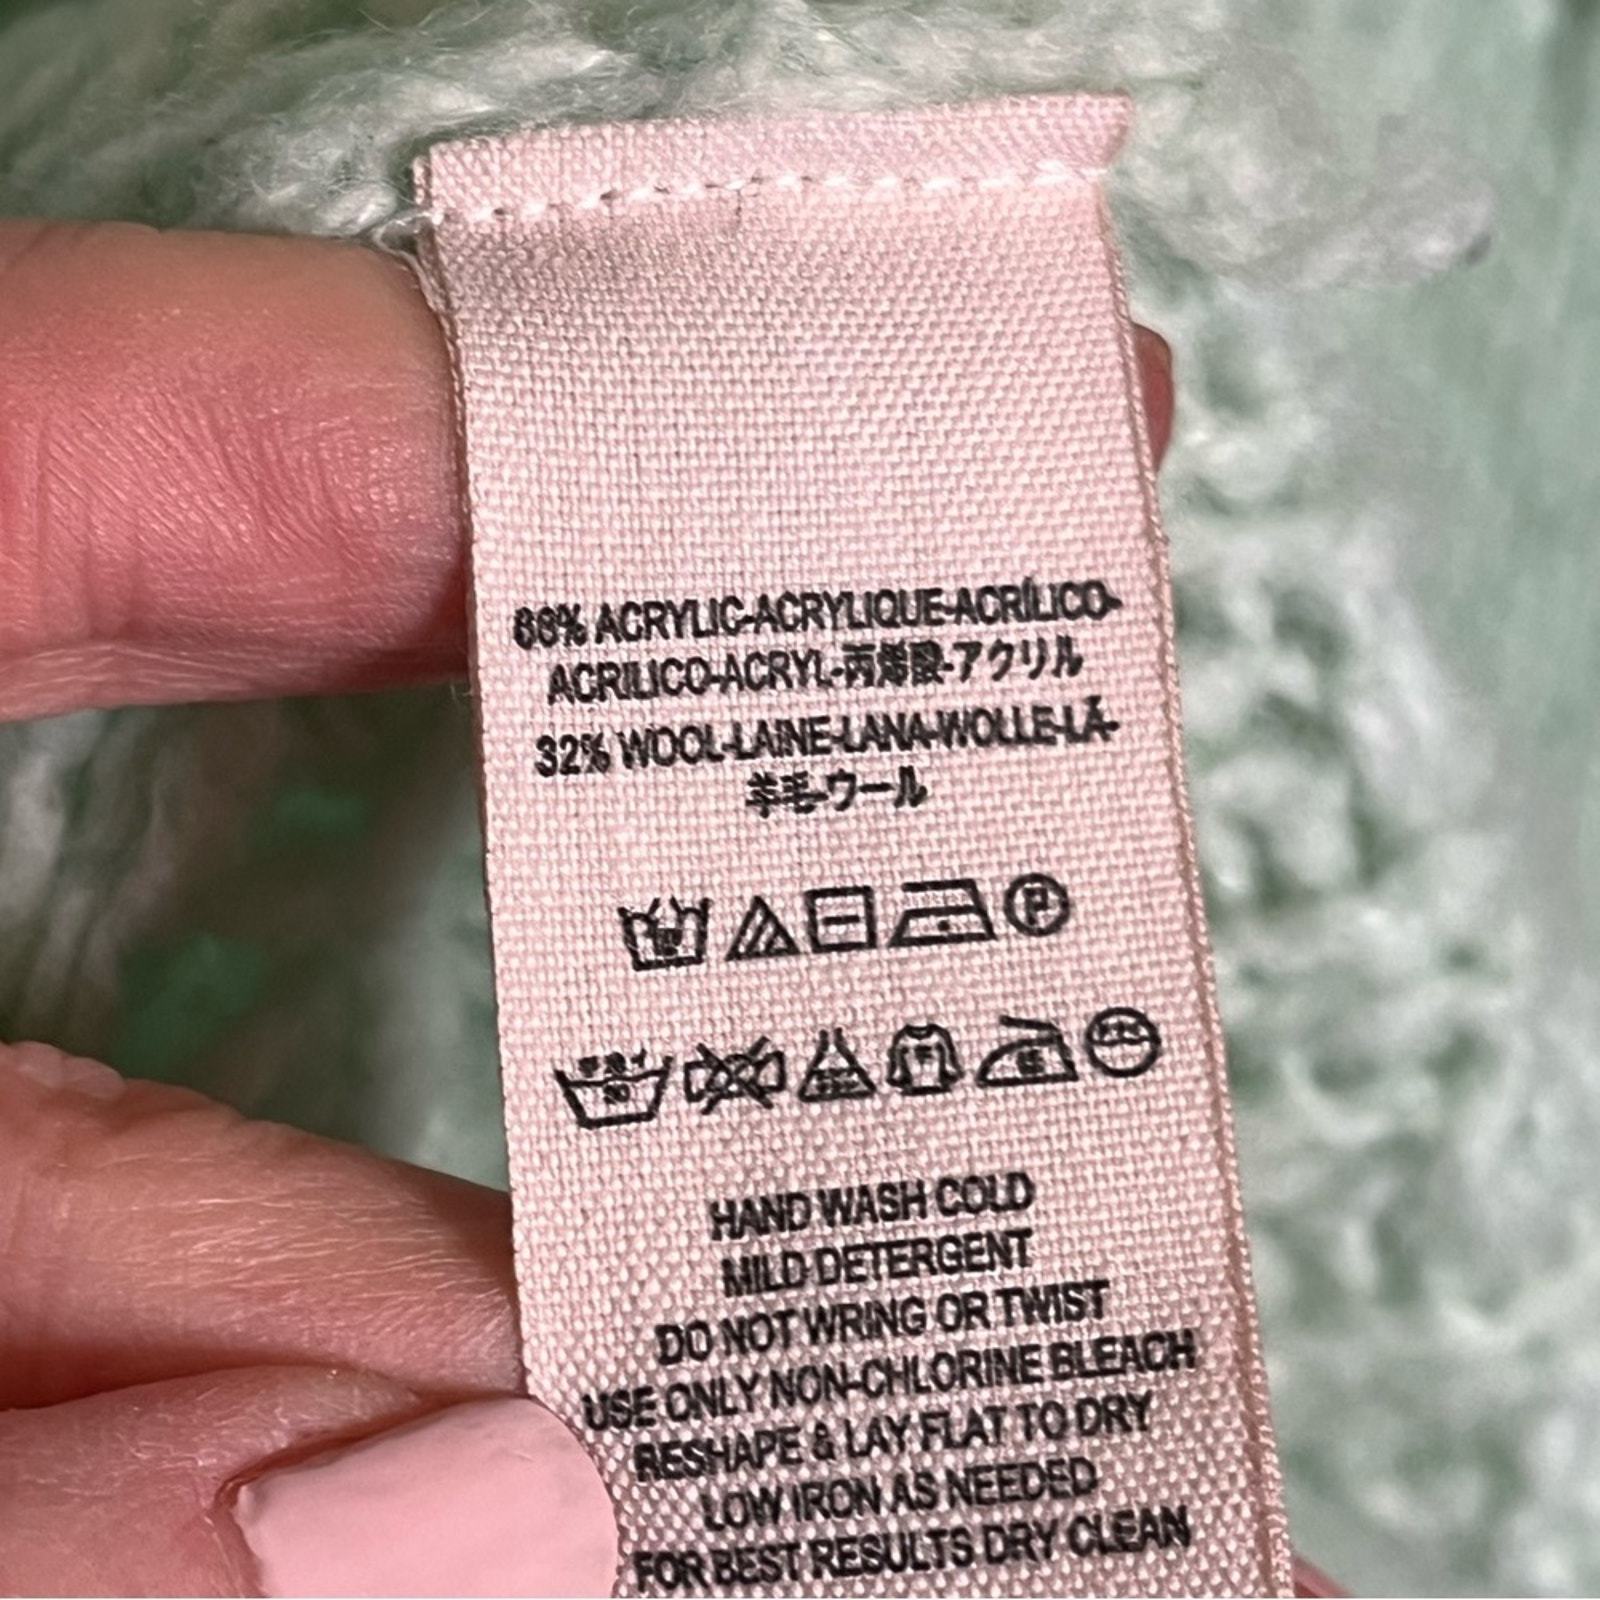 68% ACRYLIC-ACRYLIQUE-ACRÍLICO-
ACRILICO-ACRYL-丙烯酸-アクリル
32% WOOL-LAINE-LANA-WOLLE-LÃ-
羊毛-ウール
P
30
HAND WASH COLD
MILD DETERGENT
DO NOT WRING OR TWIST
USE ONLY NON-CHLORINE BLEACH
RESHAPE & LAY FLAT TO DRY
LOW IRON AS NEEDED
FOR BEST RESULTS DRY CLEAN